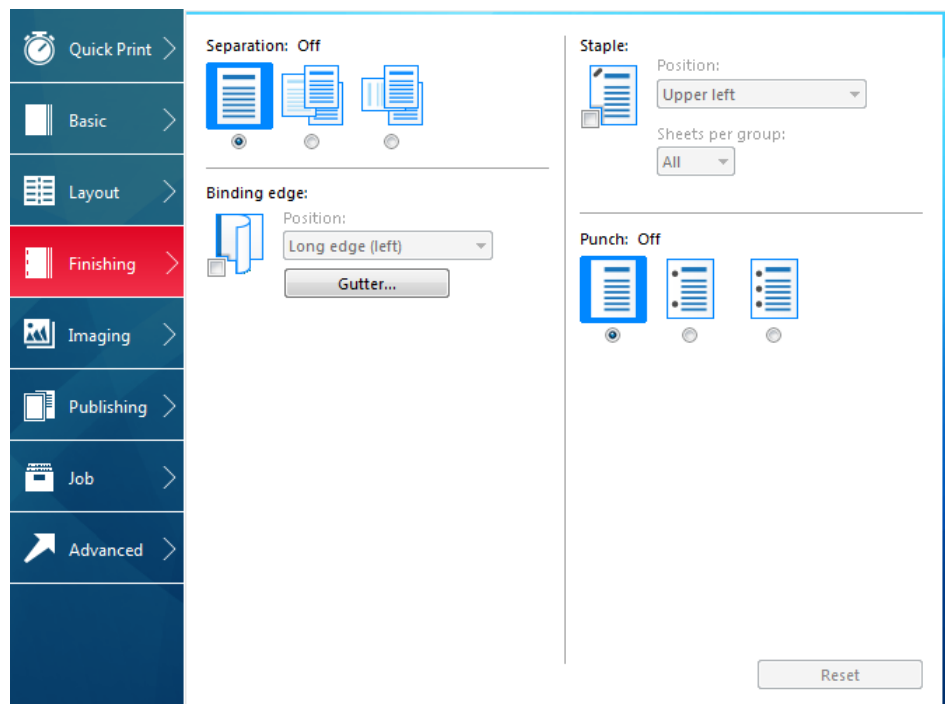 Quick Print
Basic
Layout
Finishing
Imaging
Publishing
Job
Advanced
Separation: Off
Binding edge:
Position:
Long edge (left)
Gutter...
Staple:
Position:
Upper left
Sheets per group:
All
Punch: Off
Reset